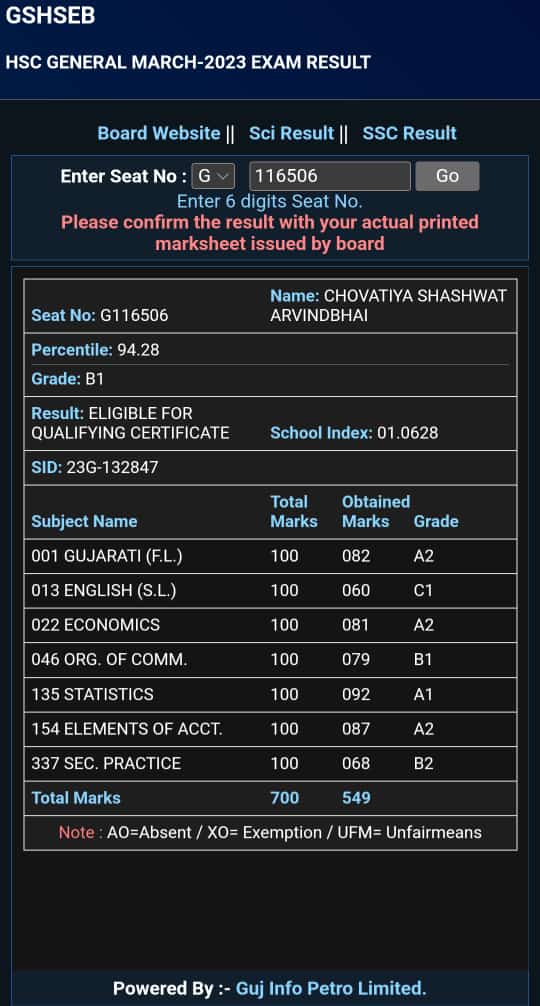 GSHSEB
HSC GENERAL MARCH-2023 EXAM RESULT
Board Website || Sci Result || SSC Result
Enter Seat No : G 116506 Go
Enter 6 digits Seat No.
Please confirm the result with your actual printed
marksheet issued by board
Seat No: G116506 Name: CHOVATIYA SHASHWAT
ARVINDBHAI
Percentile: 94.28
Grade: B1
Result: ELIGIBLE FOR
QUALIFYING CERTIFICATE School Index: 01.0628
SID: 23G-132847
Subject Name Total Marks Obtained Marks Grade
001 GUJARATI (F.L.) 100 082 A2
013 ENGLISH (S.L.) 100 060 C1
022 ECONOMICS 100 081 A2
046 ORG. OF COMM. 100 079 B1
135 STATISTICS 100 092 A1
154 ELEMENTS OF ACCT. 100 087 A2
337 SEC. PRACTICE 100 068 B2
Total Marks 700 549
Note : AO=Absent / XO= Exemption / UFM= Unfairmeans
Powered By :- Guj Info Petro Limited.